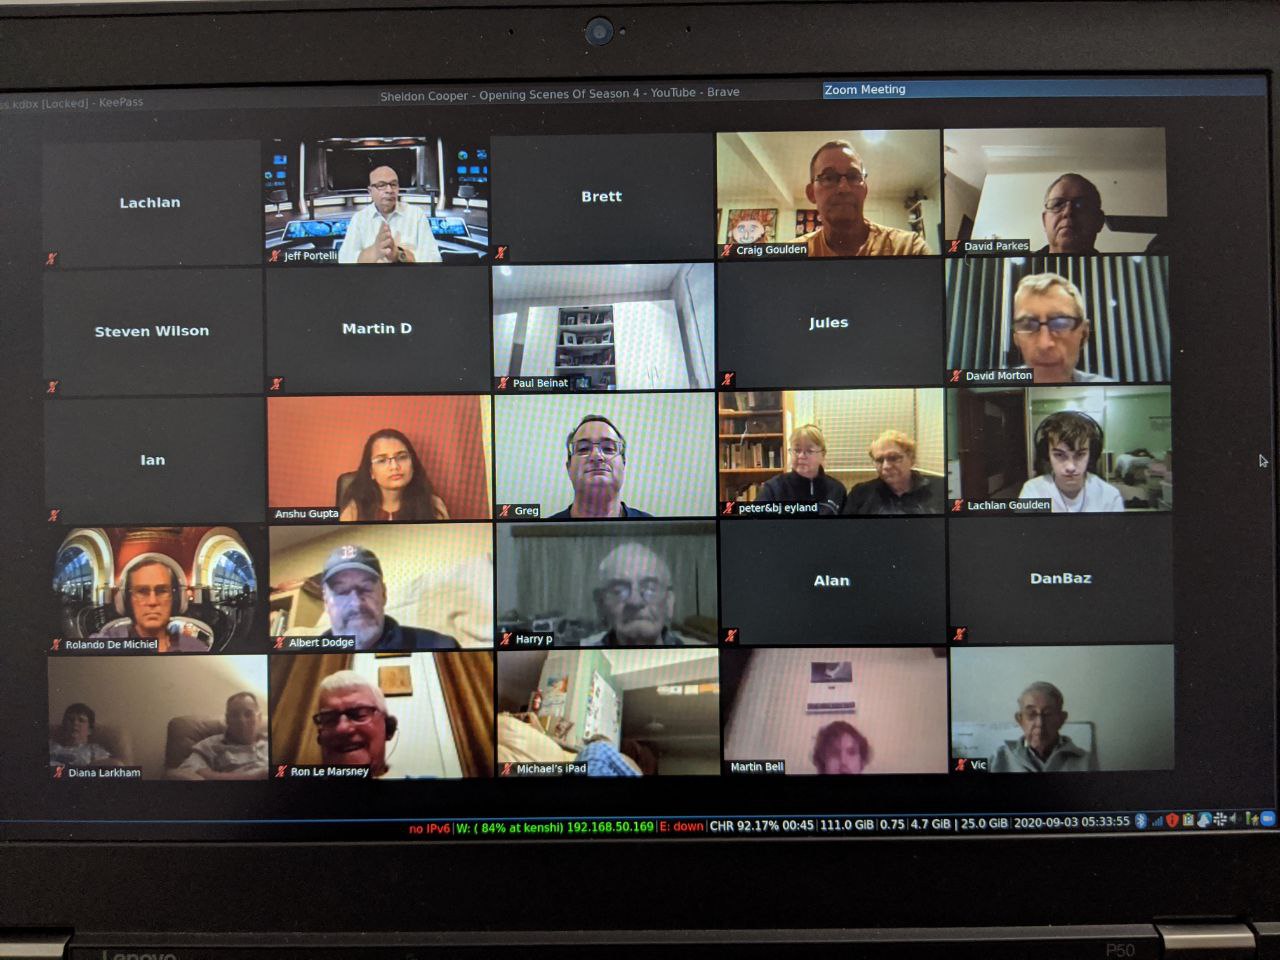 ss.kdbx [Locked] - KeePass
Sheldon Cooper - Opening Scenes Of Season 4 - YouTube - Brave
Zoom Meeting
Lachlan
Jeff Portelli
Brett
Craig Goulden
David Parkes
Steven Wilson
Martin D
Paul Beinat
Jules
David Morton
Ian
Anshu Gupta
Greg
peter&bj eyland
Lachlan Goulden
Rolando De Michiel
Albert Dodge
Harry p
Alan
DanBaz
Diana Larkham
Ron Le Marsney
Michael's iPad
Martin Bell
Vic
no IPv6|W: ( 84% at kenshi) 192.168.50.169|E: down|CHR 92.17% 00:45|111.0 GiB|0.75|4.7 GiB | 25.0 GiB|2020-09-03 05:33:55
Lenovo
P50